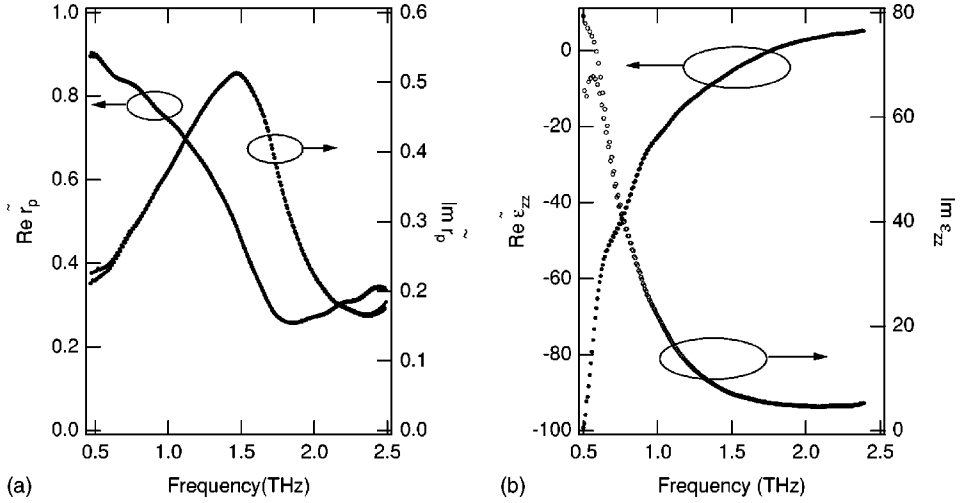 1.0
0.8
0.6
0.4
0.2
0.0
Re r̃p
0.6
0.5
0.4
0.3
0.2
0.1
0.0
Im r̃p
0.5 1.0 1.5 2.0 2.5
Frequency(THz)
(a)
0
-20
-40
-60
-80
-100
Re ε̃zz
80
60
40
20
0
Im ε̃zz
0.5 1.0 1.5 2.0 2.5
Frequency (THz)
(b)